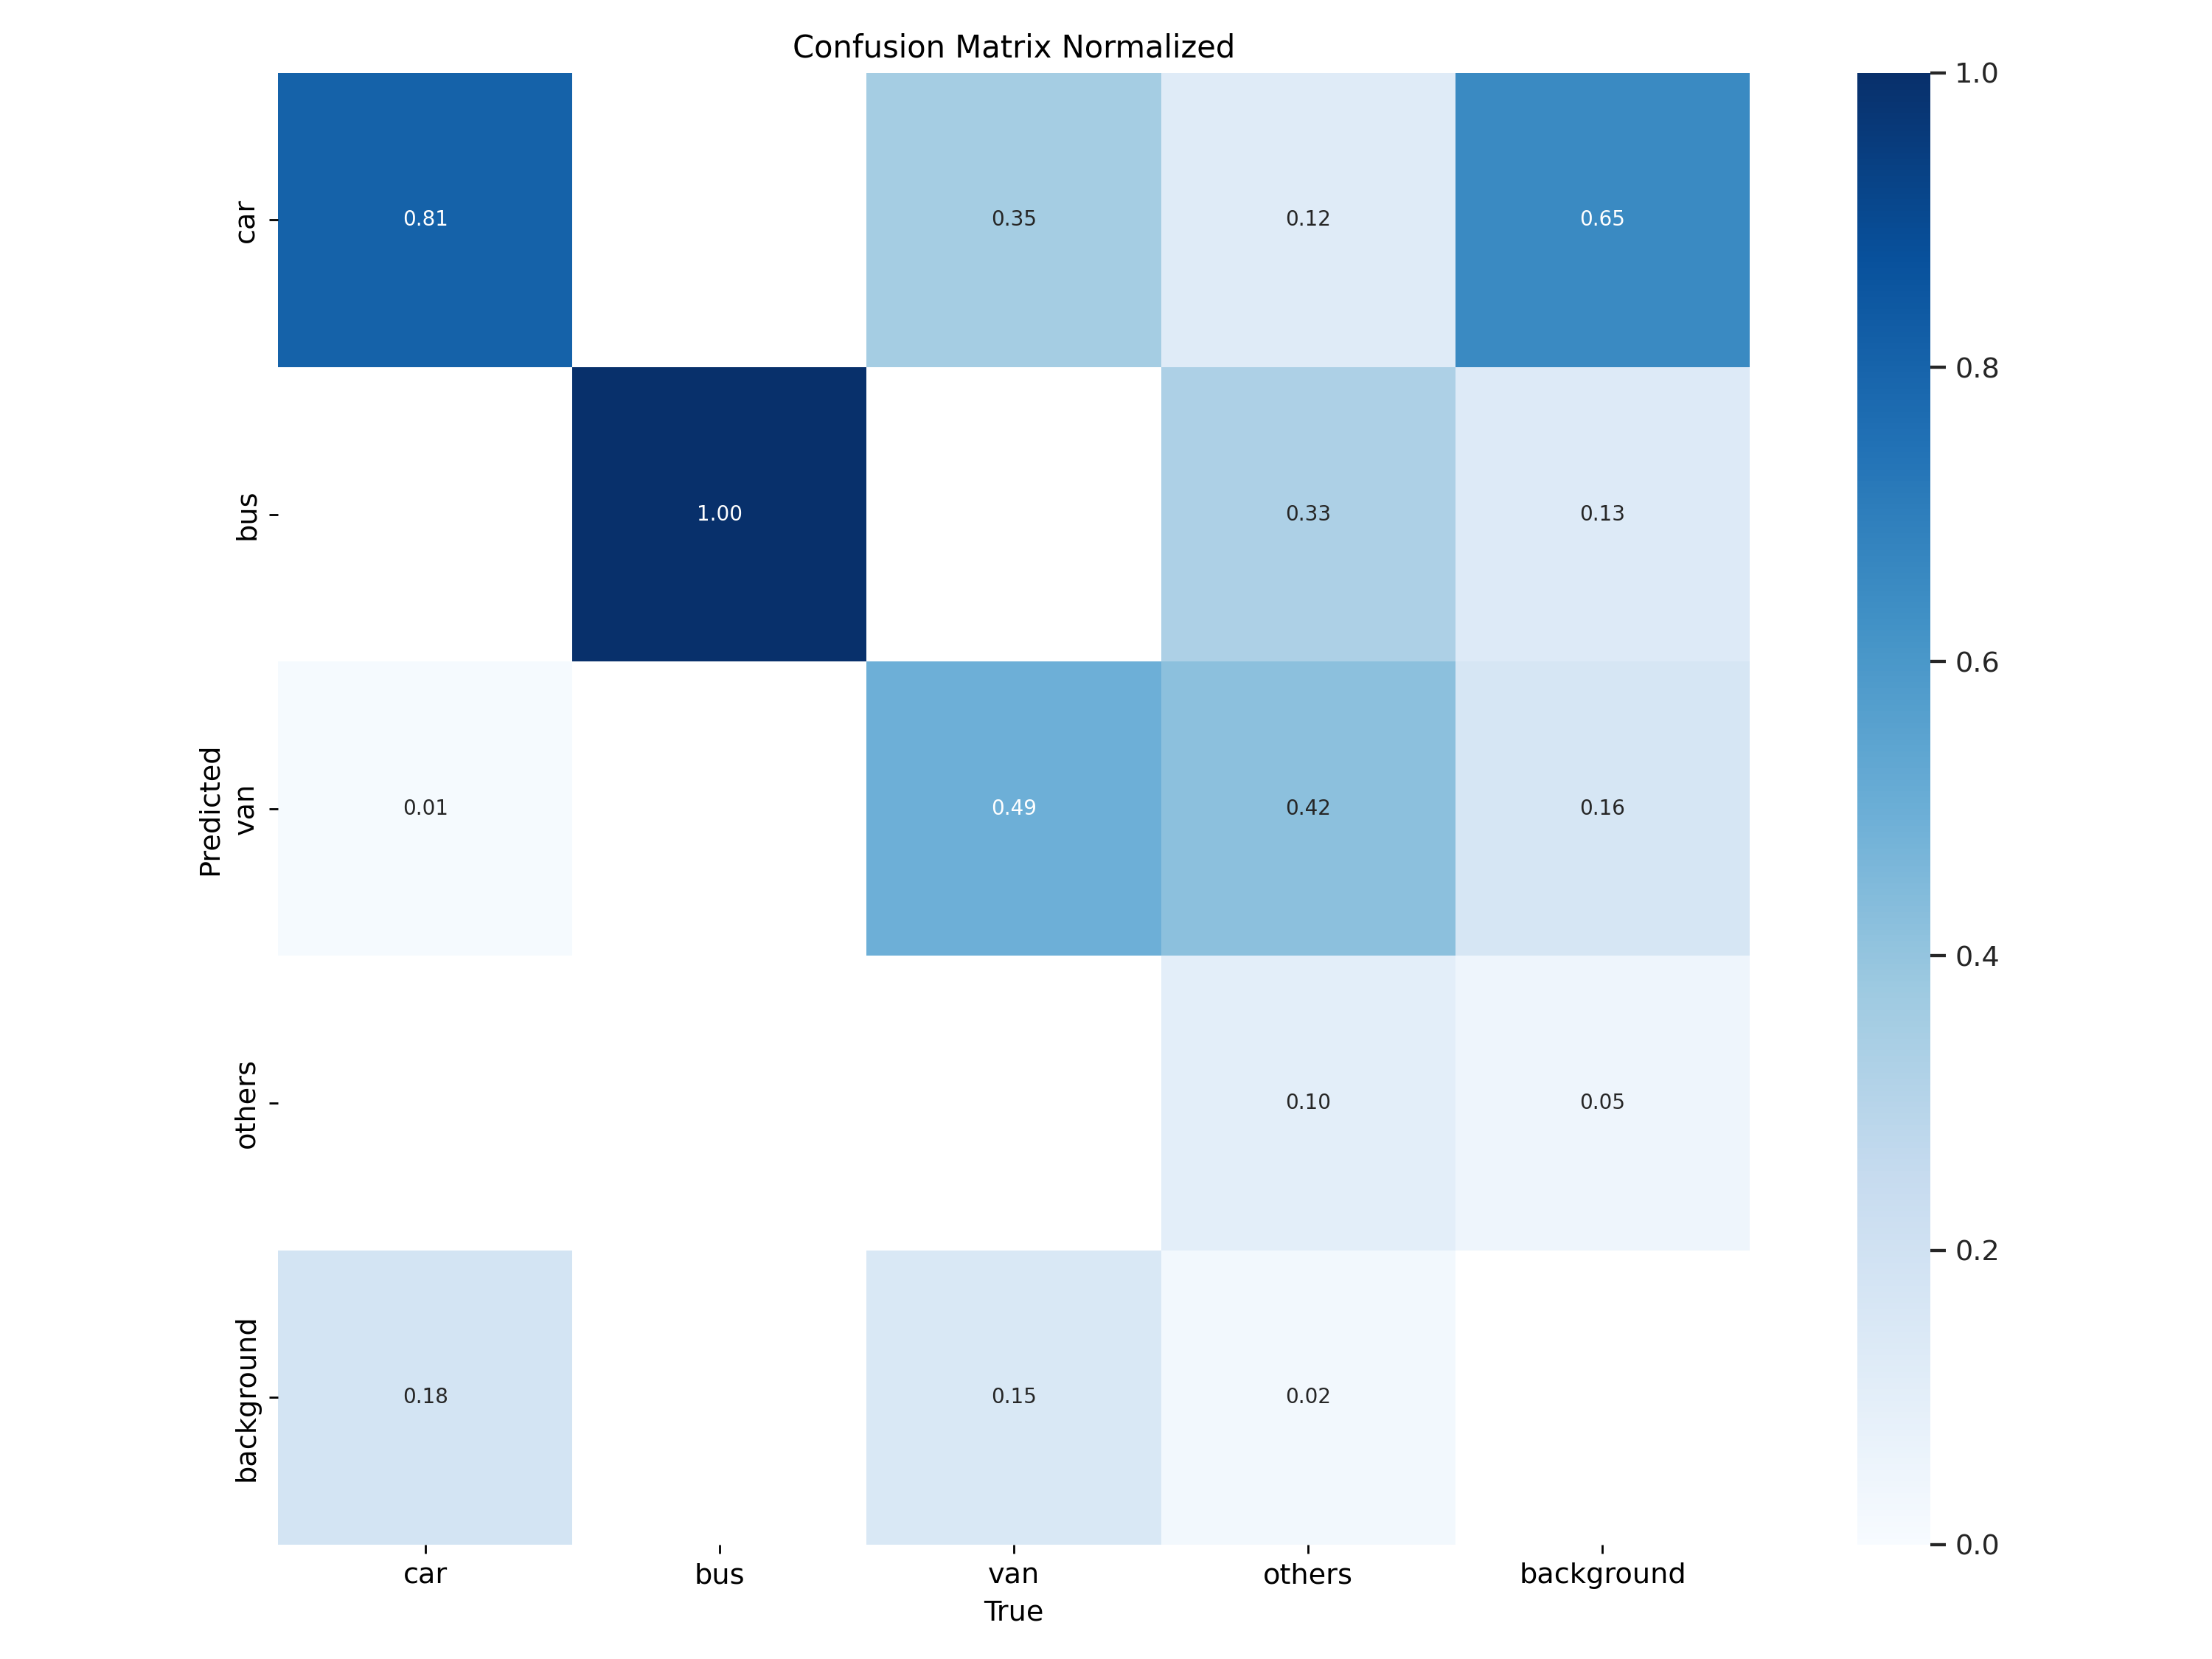 Confusion Matrix Normalized
car
0.81
0.35
0.12
0.65
bus
1.00
0.33
0.13
van
0.01
0.49
0.42
0.16
others
0.10
0.05
background
0.18
0.15
0.02
Predicted
car
bus
van
others
background
True
1.0
0.8
0.6
0.4
0.2
0.0